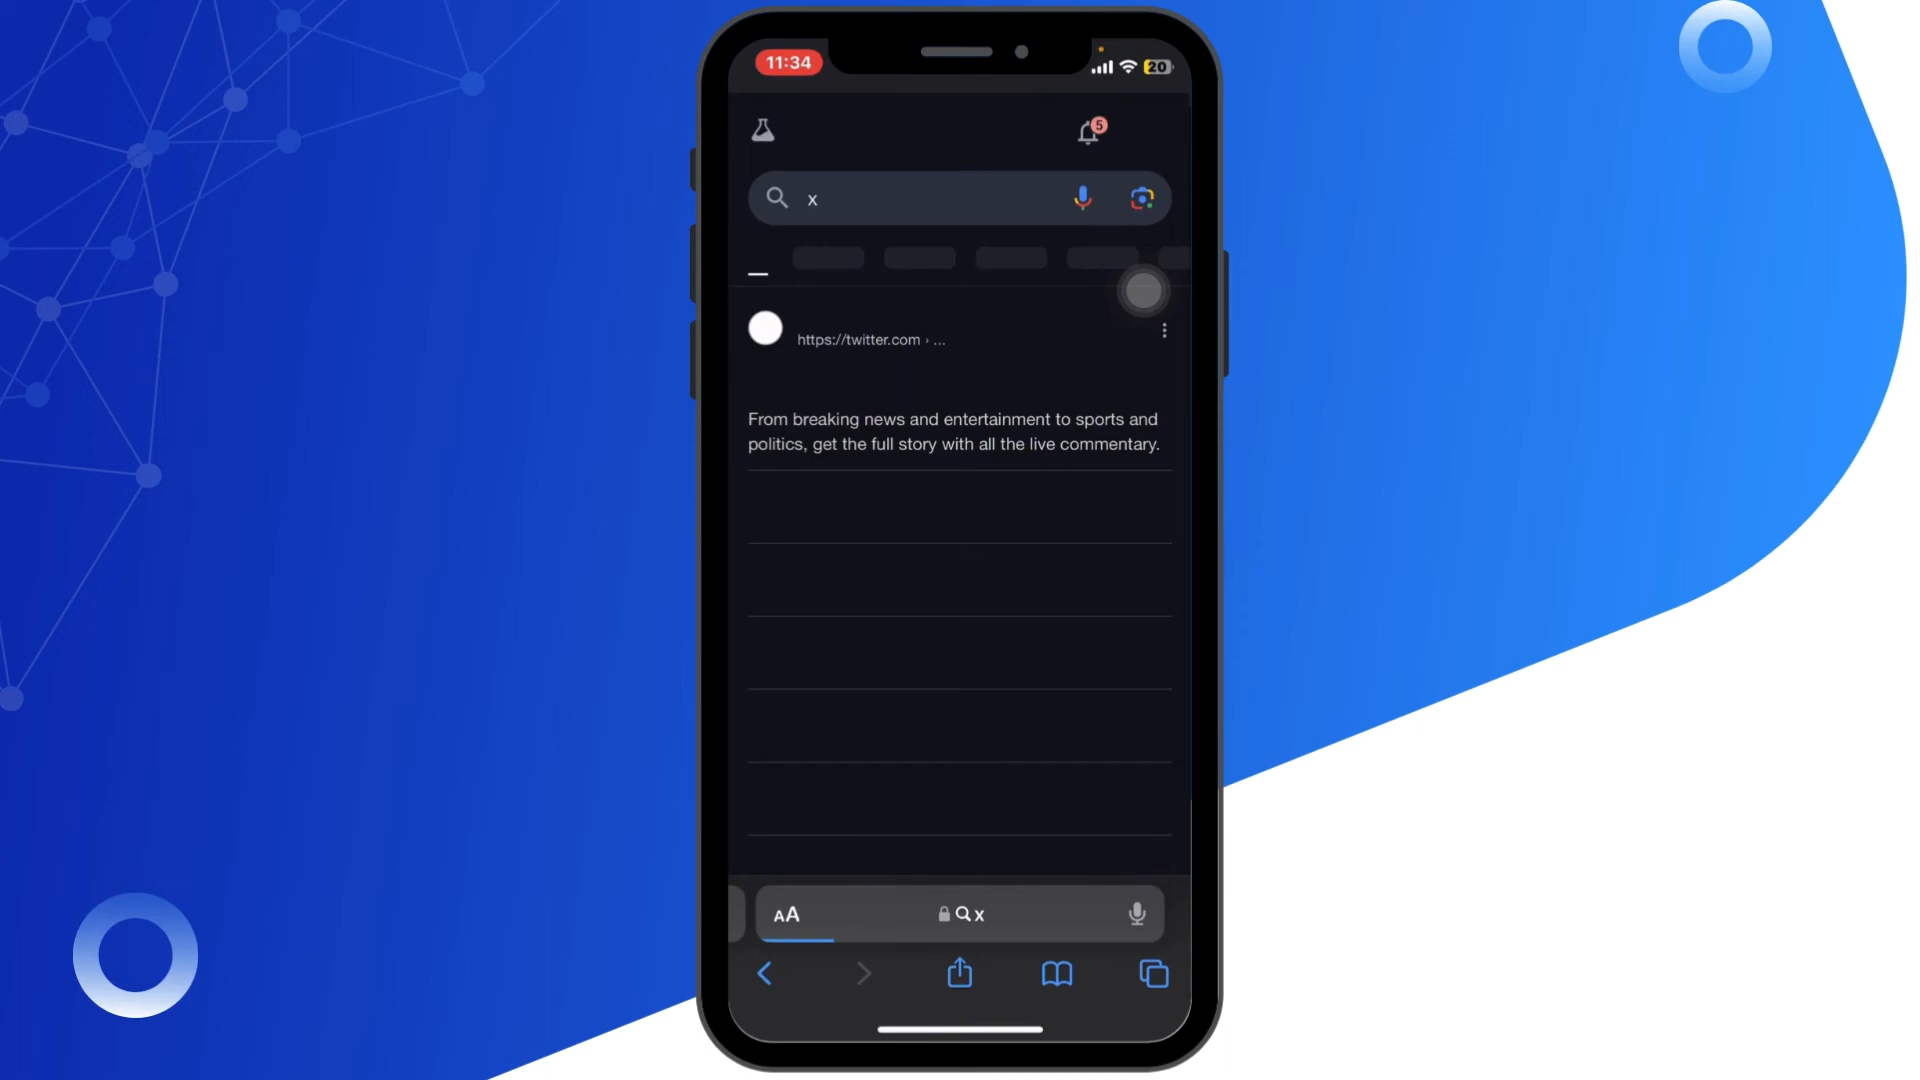 11:34
20
5
x
https://twitter.com › ...
From breaking news and entertainment to sports and
politics, get the full story with all the live commentary.
AA
x